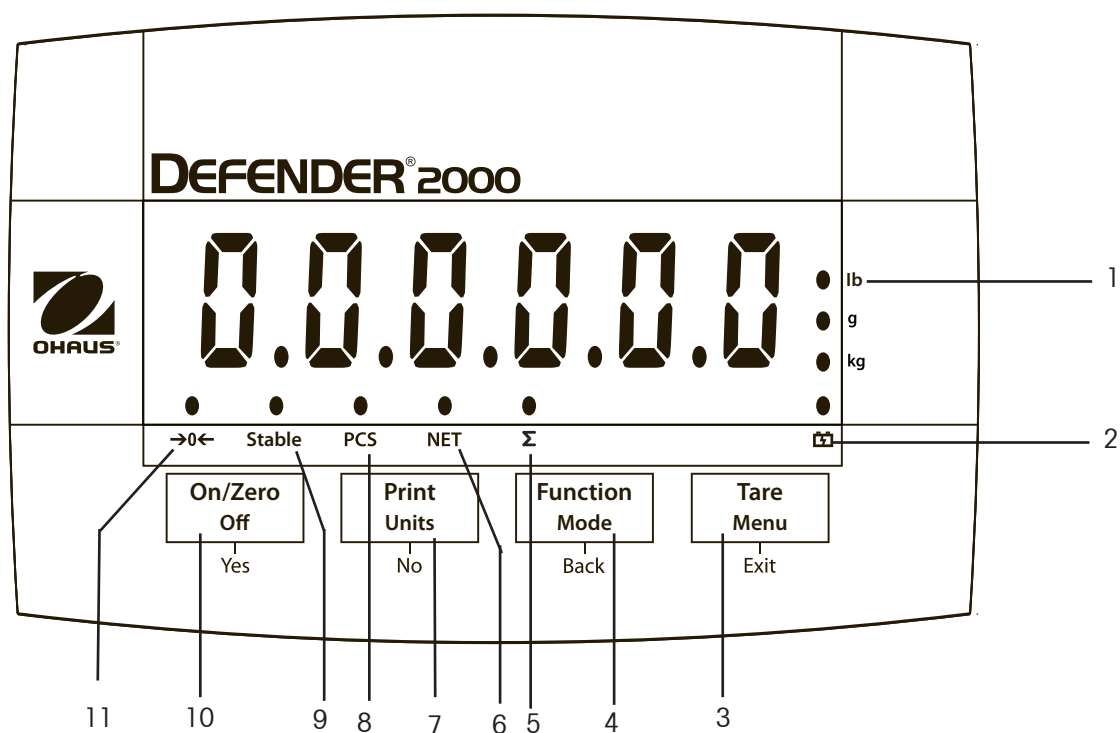 DEFENDER® 2000
0.0.0.0.0.0
lb
1
g
kg
OHAUS®
→0←
Stable
PCS
NET
Σ
2
On/Zero
Off
Print
Units
Function
Mode
Tare
Menu
Yes
No
Back
Exit
11
10
9
8
7
6
5
4
3